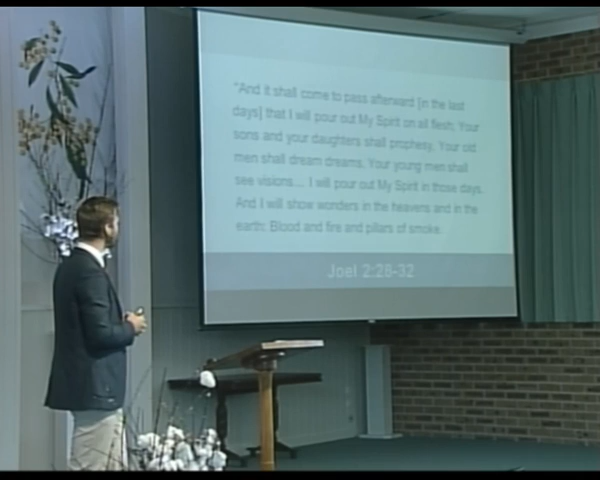 "And it shall come to pass afterward [in the last
days] that I will pour out My Spirit on all flesh; Your
sons and your daughters shall prophesy, Your old
men shall dream dreams, Your young men shall
see visions.... I will pour out My Spirit in those days.
And I will show wonders in the heavens and in the
earth: Blood and fire and pillars of smoke.
Joel 2:28-32